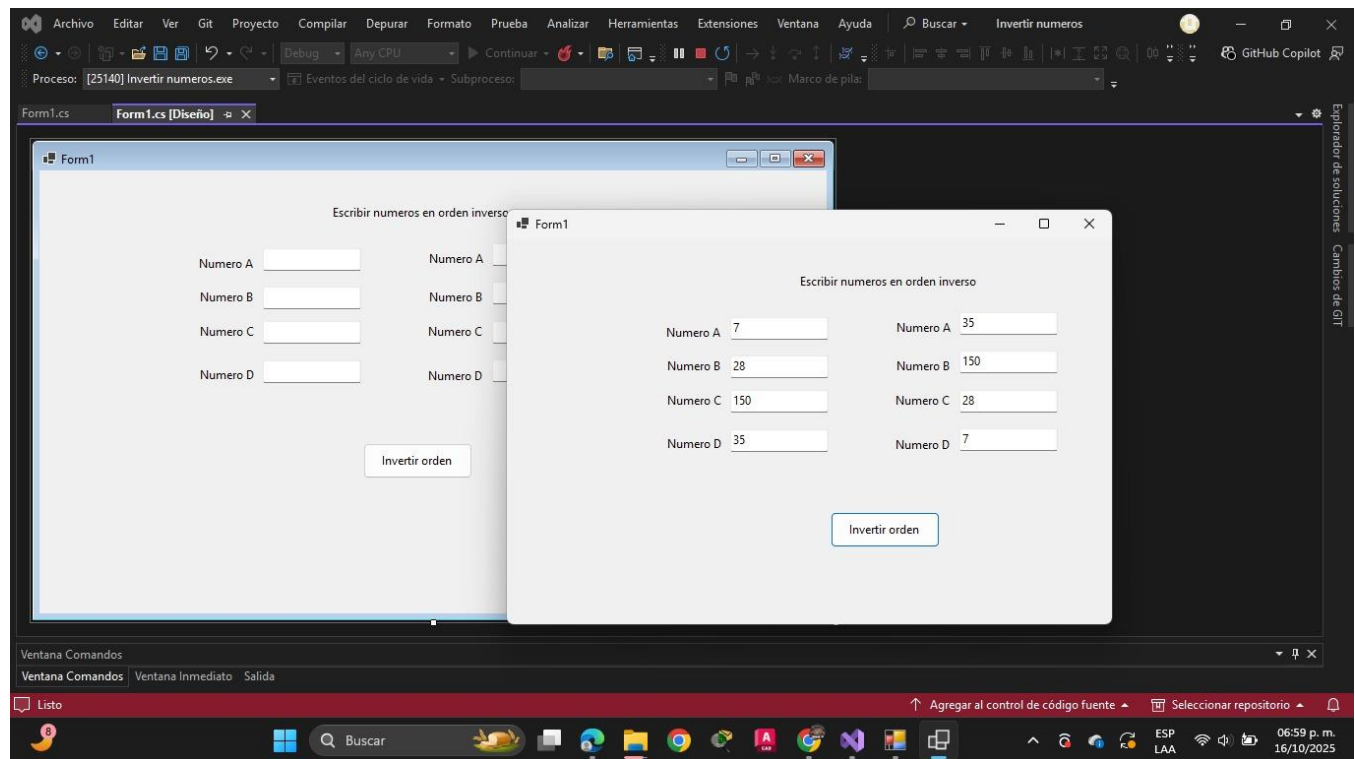 Archivo Editar Ver Git Proyecto Compilar Depurar Formato Prueba Analizar Herramientas Extensiones Ventana Ayuda Buscar Invertir numeros
Debug Any CPU Continuar GitHub Copilot
Proceso: [25140] Invertir numeros.exe Eventos del ciclo de vida Subproceso: Marco de pila:
Form1.cs Form1.cs [Diseño]
Explorador de soluciones
Cambios de GIT
Form1
Escribir numeros en orden inverso
Numero A Numero A
Numero B Numero B
Numero C Numero C
Numero D Numero D
Invertir orden
Form1
Escribir numeros en orden inverso
Numero A 7 Numero A 35
Numero B 28 Numero B 150
Numero C 150 Numero C 28
Numero D 35 Numero D 7
Invertir orden
Ventana Comandos
Ventana Comandos Ventana Inmediato Salida
Listo Agregar al control de código fuente Seleccionar repositorio
8 Buscar ESP LAA 06:59 p. m.
16/10/2025